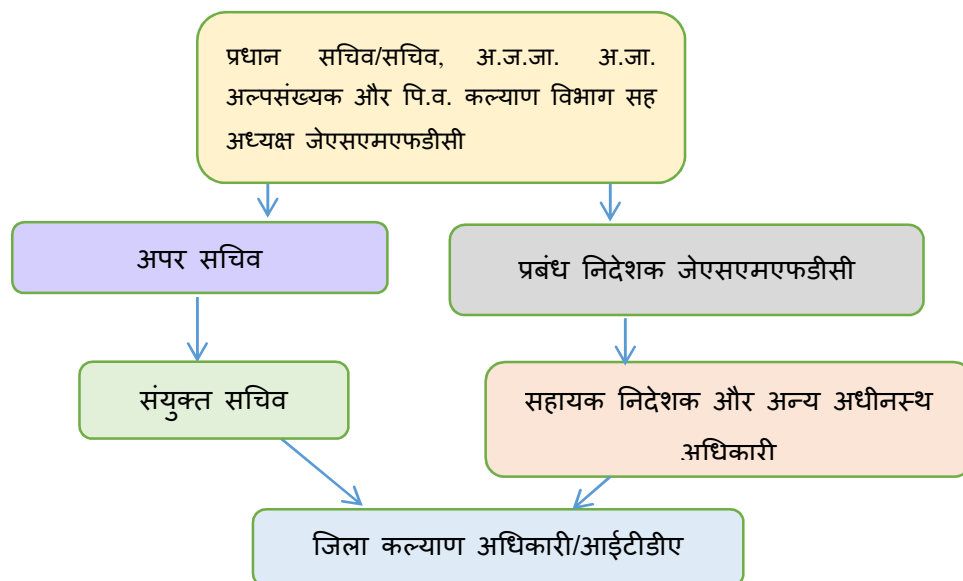 प्रधान सचिव/सचिव, अ.ज.जा. अ.जा.
अल्पसंख्यक और पि.व. कल्याण विभाग सह
अध्यक्ष जेएसएमएफडीसी
अपर सचिव
प्रबंध निदेशक जेएसएमएफडीसी
संयुक्त सचिव
सहायक निदेशक और अन्य अधीनस्थ
अधिकारी
जिला कल्याण अधिकारी/आईटीडीए